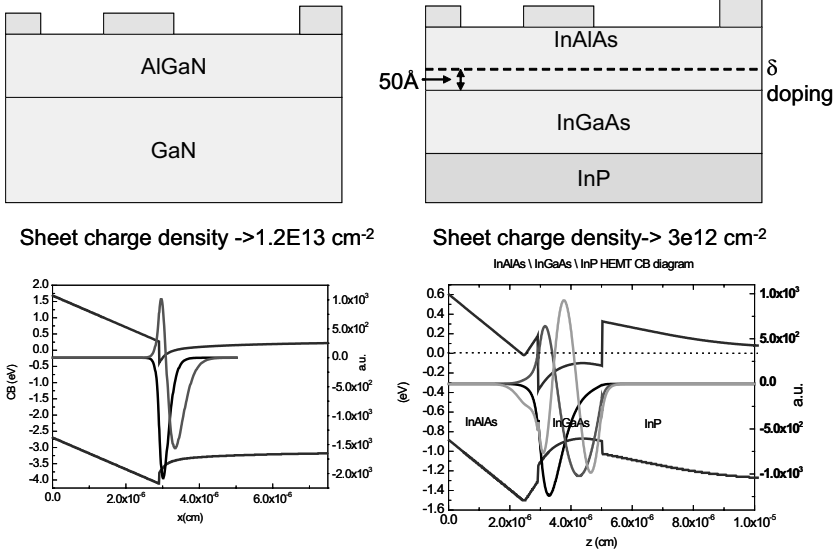 AlGaN
GaN
InAlAs
50Å
δ
doping
InGaAs
InP
Sheet charge density ->1.2E13 cm-2
Sheet charge density-> 3e12 cm-2
InAlAs \ InGaAs \ InP HEMT CB diagram
2.0
1.5
1.0
0.5
0.0
-0.5
-1.0
-1.5
-2.0
-2.5
-3.0
-3.5
-4.0
CB (eV)
1.0x10³
5.0x10²
0.0
-5.0x10²
-1.0x10³
-1.5x10³
-2.0x10³
a.u.
0.0
2.0x10⁻⁶
4.0x10⁻⁶
6.0x10⁻⁶
x(cm)
0.6
0.4
0.2
0.0
-0.2
-0.4
-0.6
-0.8
-1.0
-1.2
-1.4
-1.6
(eV)
InAlAs
InGaAs
InP
1.0x10³
5.0x10²
0.0
-5.0x10²
-1.0x10³
a.u.
0.0
2.0x10⁻⁶
4.0x10⁻⁶
6.0x10⁻⁶
8.0x10⁻⁶
1.0x10⁻⁵
z (cm)